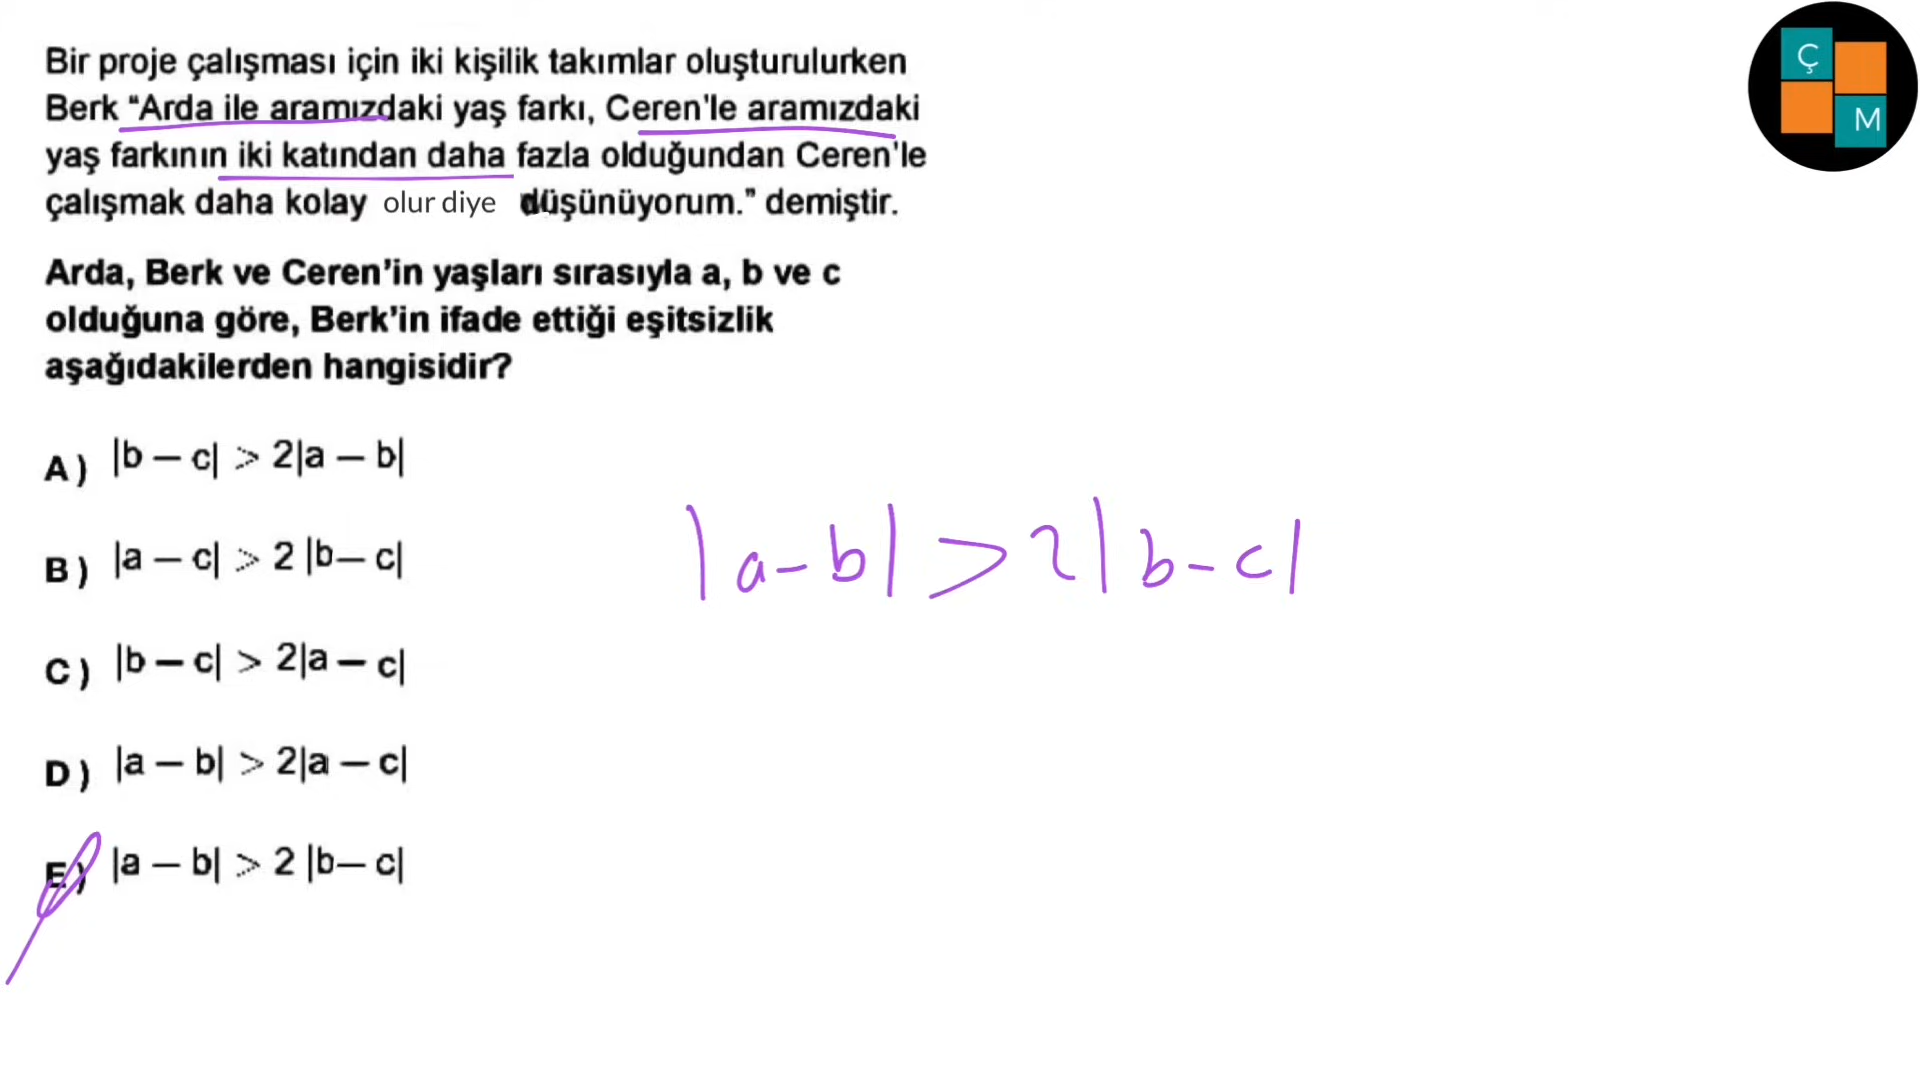 Bir proje çalışması için iki kişilik takımlar oluşturulurken
Berk “Arda ile aramızdaki yaş farkı, Ceren'le aramızdaki
yaş farkının iki katından daha fazla olduğundan Ceren'le
çalışmak daha kolay olur diye düşünüyorum.” demiştir.
Arda, Berk ve Ceren'in yaşları sırasıyla a, b ve c
olduğuna göre, Berk'in ifade ettiği eşitsizlik
aşağıdakilerden hangisidir?
A) |b – c| > 2|a – b|
B) |a – c| > 2 |b– c|
C) |b – c| > 2|a – c|
D) |a – b| > 2|a – c|
E) |a – b| > 2 |b– c|
|a-b| > 2|b-c|
Ç
M